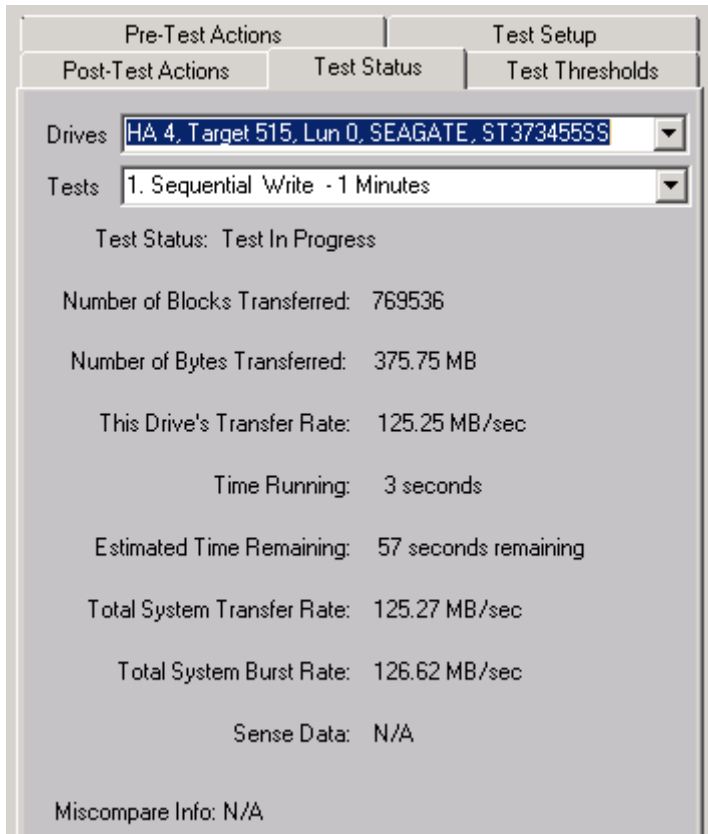 Pre-Test Actions Test Setup
Post-Test Actions Test Status Test Thresholds
Drives HA 4, Target 515, Lun 0, SEAGATE, ST373455SS
Tests 1. Sequential Write - 1 Minutes
Test Status: Test In Progress
Number of Blocks Transferred: 769536
Number of Bytes Transferred: 375.75 MB
This Drive's Transfer Rate: 125.25 MB/sec
Time Running: 3 seconds
Estimated Time Remaining: 57 seconds remaining
Total System Transfer Rate: 125.27 MB/sec
Total System Burst Rate: 126.62 MB/sec
Sense Data: N/A
Miscompare Info: N/A